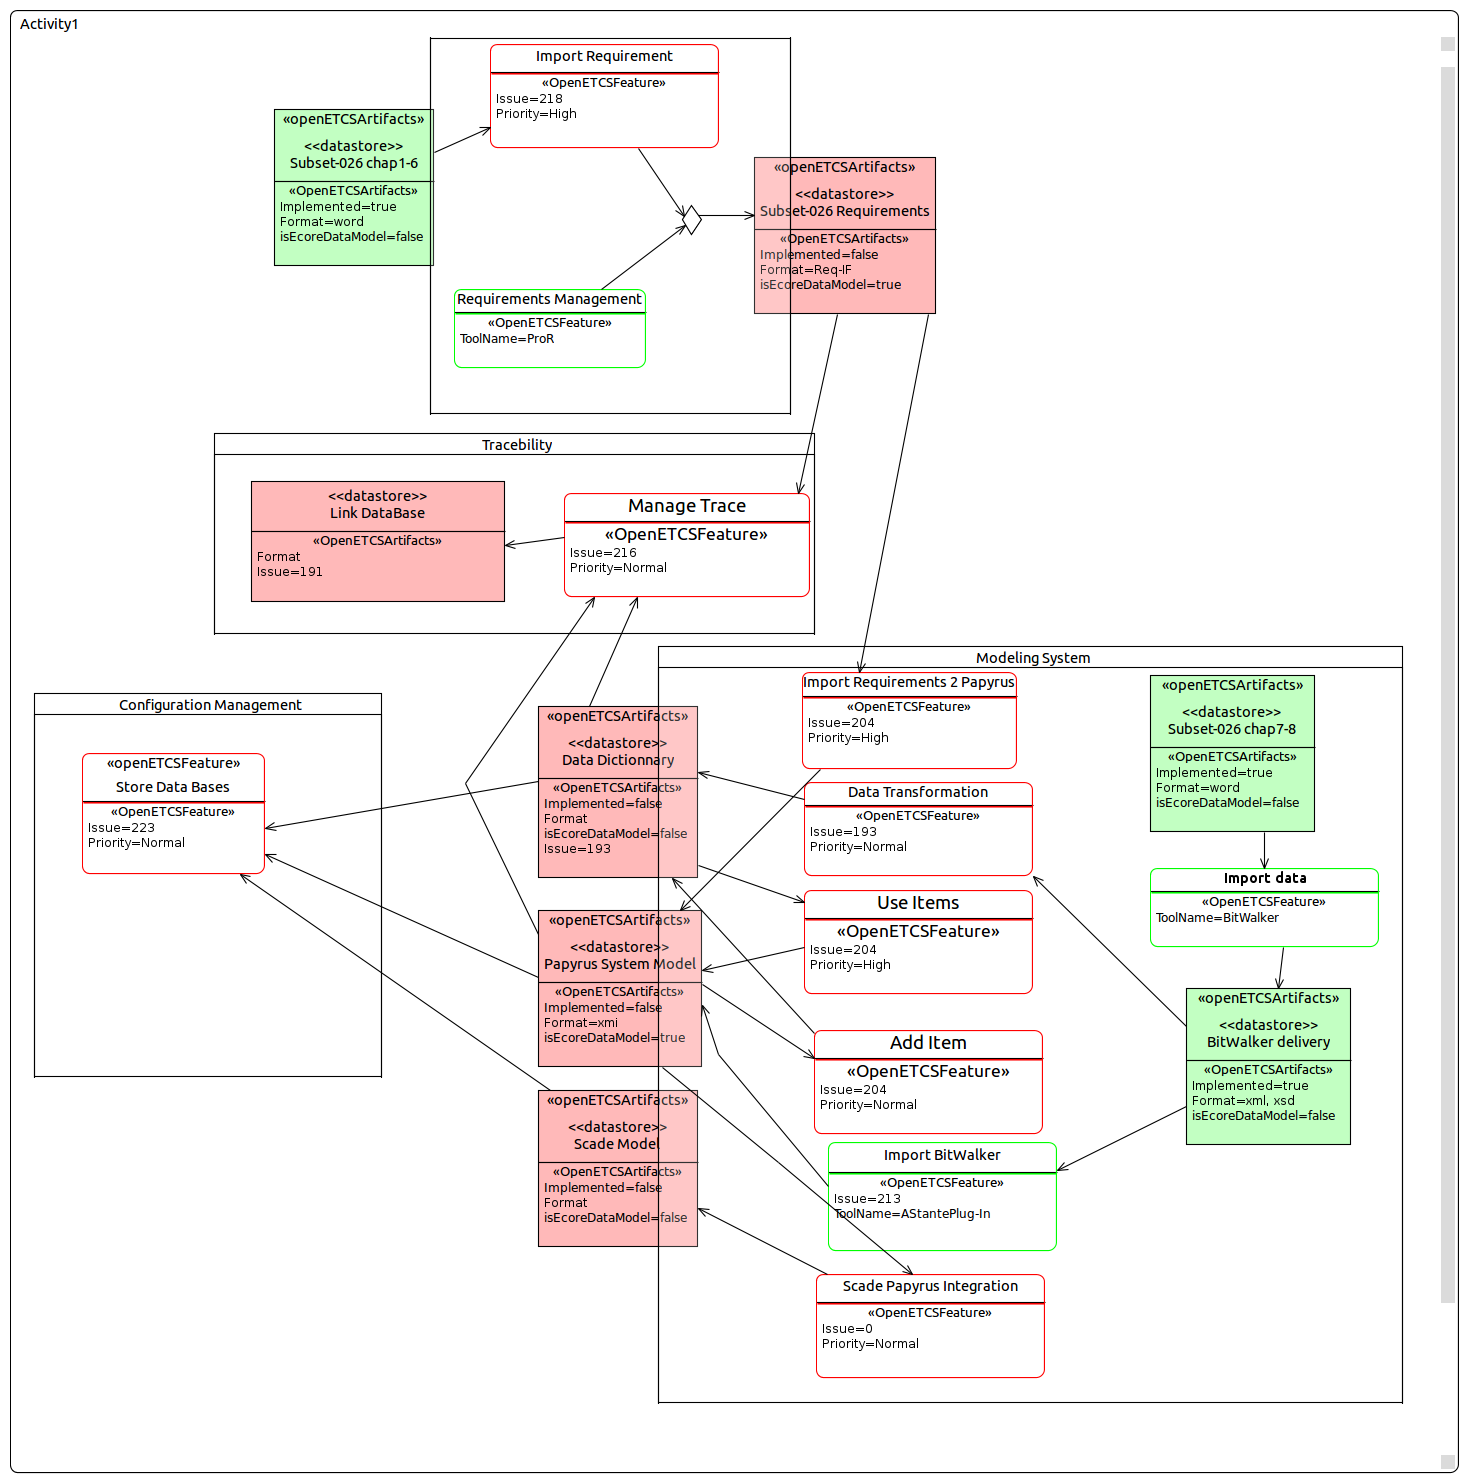 Activity1
Import Requirement
«OpenETCSFeature»
Issue=218
Priority=High
«openETCSArtifacts»
<<datastore>>
Subset-026 chap1-6
«OpenETCSArtifacts»
Implemented=true
Format=word
isEcoreDataModel=false
«openETCSArtifacts»
<<datastore>>
Subset-026 Requirements
«OpenETCSArtifacts»
Implemented=false
Format=Req-IF
isEcoreDataModel=true
Requirements Management
«OpenETCSFeature»
ToolName=ProR
Tracebility
<<datastore>>
Link DataBase
«OpenETCSArtifacts»
Format
Issue=191
Manage Trace
«OpenETCSFeature»
Issue=216
Priority=Normal
Modeling System
Import Requirements 2 Papyrus
«OpenETCSFeature»
Issue=204
Priority=High
«openETCSArtifacts»
<<datastore>>
Subset-026 chap7-8
«OpenETCSArtifacts»
Implemented=true
Format=word
isEcoreDataModel=false
Configuration Management
«openETCSFeature»
Store Data Bases
«OpenETCSFeature»
Issue=223
Priority=Normal
«openETCSArtifacts»
<<datastore>>
Data Dictionnary
«OpenETCSArtifacts»
Implemented=false
Format
isEcoreDataModel=false
Issue=193
Data Transformation
«OpenETCSFeature»
Issue=193
Priority=Normal
Import data
«OpenETCSFeature»
ToolName=BitWalker
Use Items
«OpenETCSFeature»
Issue=204
Priority=High
«openETCSArtifacts»
<<datastore>>
Papyrus System Model
«OpenETCSArtifacts»
Implemented=false
Format=xmi
isEcoreDataModel=true
«openETCSArtifacts»
<<datastore>>
BitWalker delivery
«OpenETCSArtifacts»
Implemented=true
Format=xml, xsd
isEcoreDataModel=false
Add Item
«OpenETCSFeature»
Issue=204
Priority=Normal
«openETCSArtifacts»
<<datastore>>
Scade Model
«OpenETCSArtifacts»
Implemented=false
Format
isEcoreDataModel=false
Import BitWalker
«OpenETCSFeature»
Issue=213
ToolName=AStantePlug-In
Scade Papyrus Integration
«OpenETCSFeature»
Issue=0
Priority=Normal